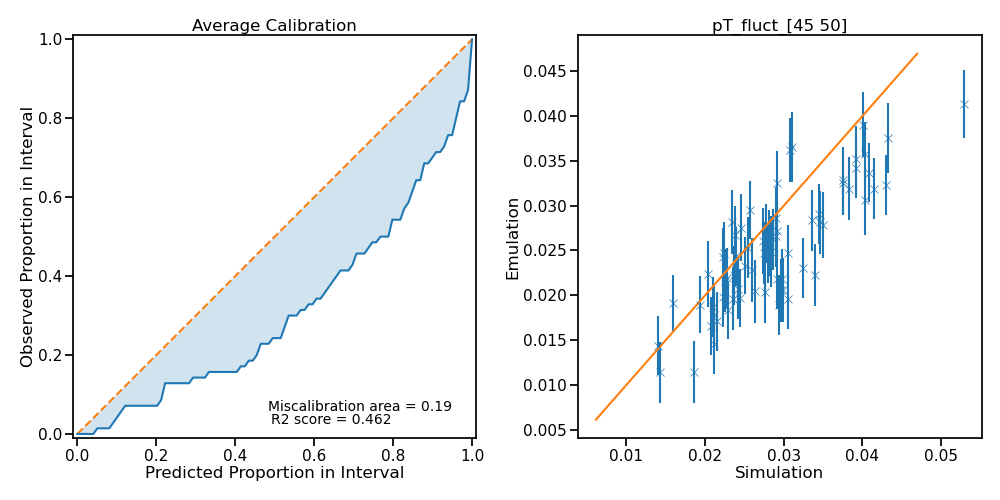 Average Calibration
1.0
0.8
0.6
0.4
0.2
0.0
Observed Proportion in Interval
Miscalibration area = 0.19
R2 score = 0.462
0.0 0.2 0.4 0.6 0.8 1.0
Predicted Proportion in Interval
pT fluct [45 50]
0.045
0.040
0.035
0.030
0.025
0.020
0.015
0.010
0.005
Emulation
0.01 0.02 0.03 0.04 0.05
Simulation